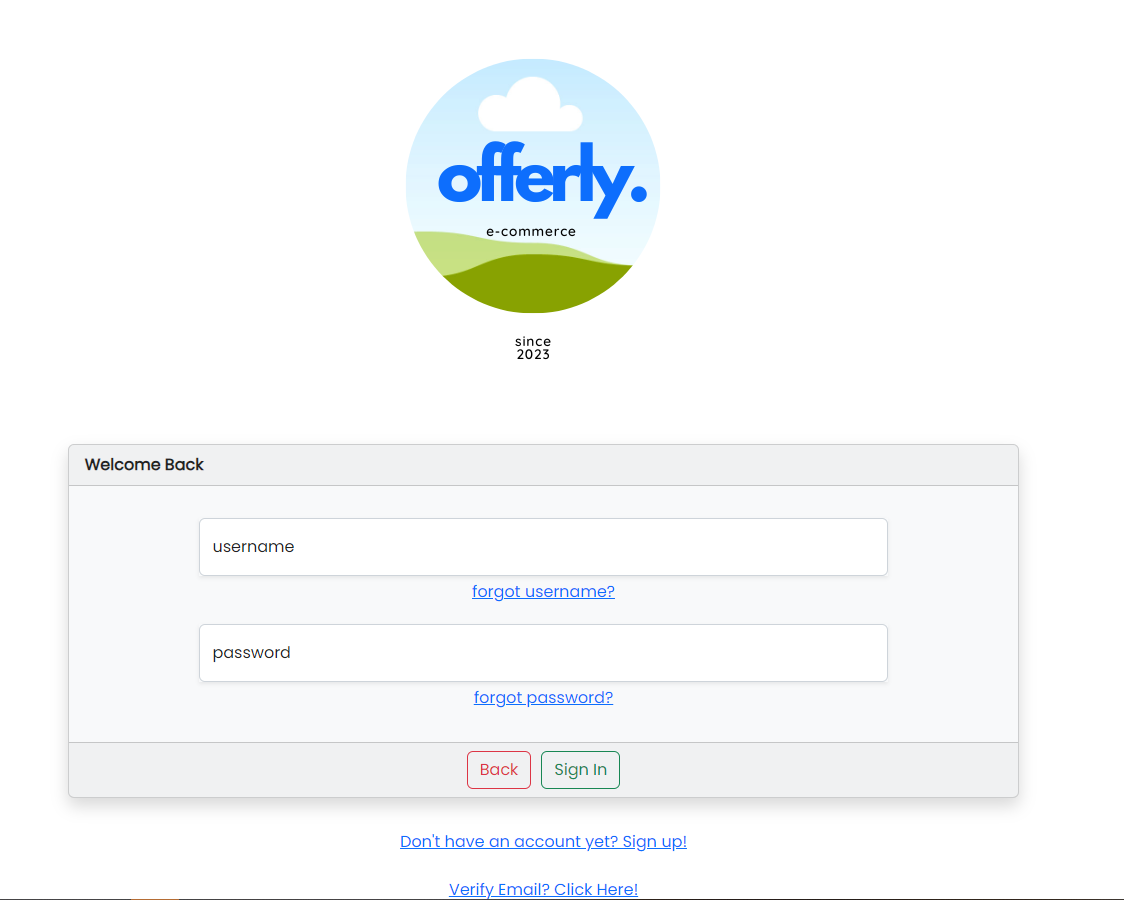 offerly.
e-commerce
since
2023
Welcome Back
username
forgot username?
password
forgot password?
Back Sign In
Don't have an account yet? Sign up!
Verify Email? Click Here!